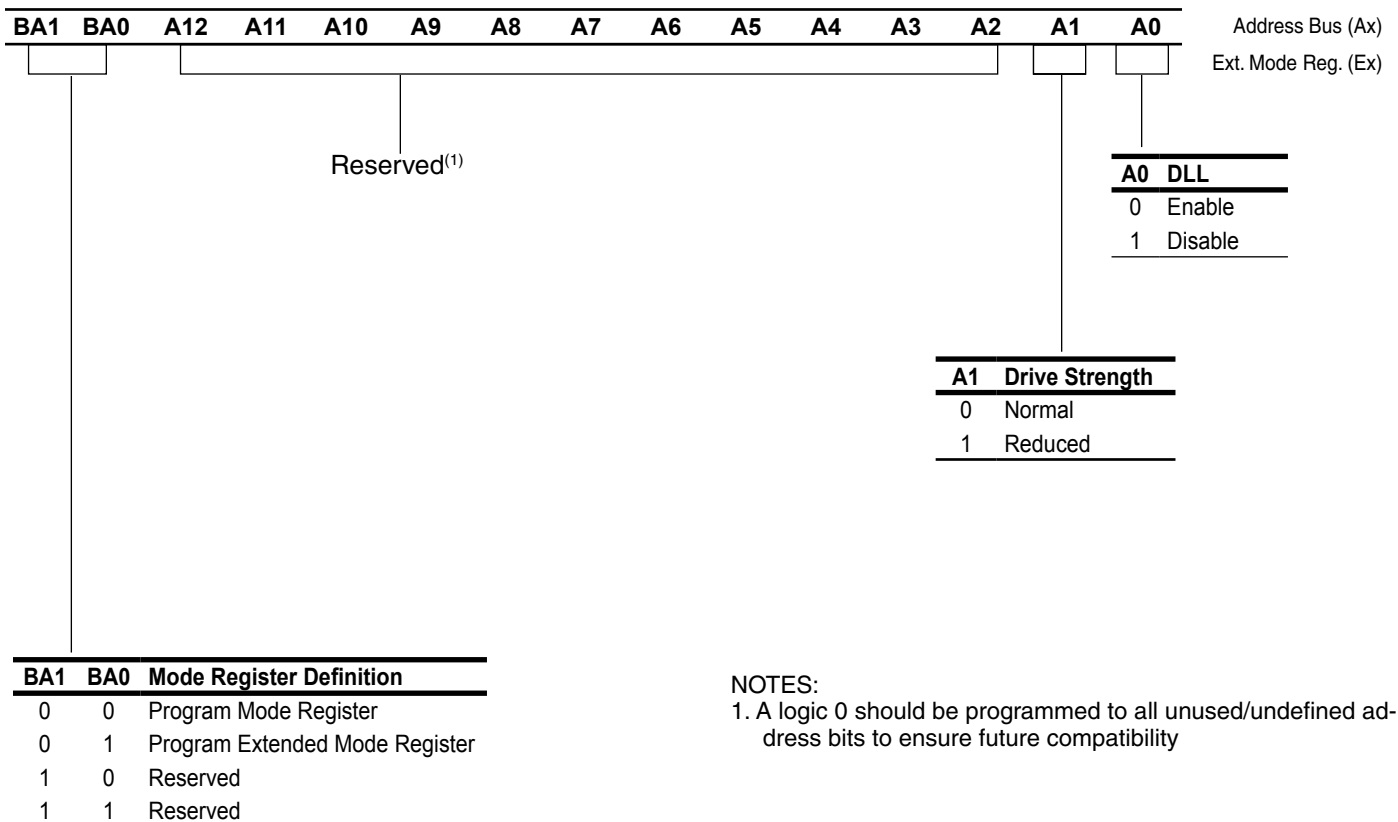 BA1 BA0 A12 A11 A10 A9 A8 A7 A6 A5 A4 A3 A2 A1 A0 Address Bus (Ax)
Ext. Mode Reg. (Ex)
Reserved(1)
A0 DLL
0 Enable
1 Disable
A1 Drive Strength
0 Normal
1 Reduced
BA1 BA0 Mode Register Definition
0 0 Program Mode Register
0 1 Program Extended Mode Register
1 0 Reserved
1 1 Reserved
NOTES:
1. A logic 0 should be programmed to all unused/undefined ad-
dress bits to ensure future compatibility